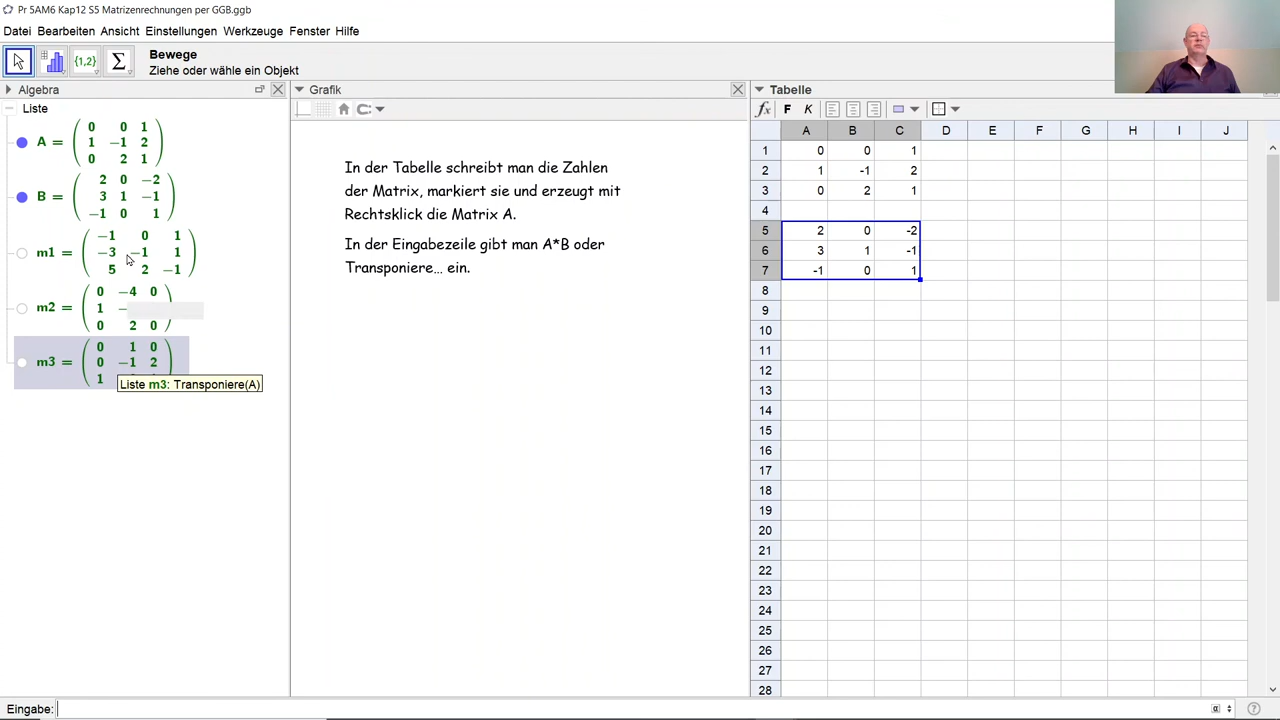 Pr 5AM6 Kap12 S5 Matrizenrechnungen per GGB.ggb
Datei Bearbeiten Ansicht Einstellungen Werkzeuge Fenster Hilfe
{1,2} Σ
Bewege
Ziehe oder wähle ein Objekt
Algebra
Grafik
Tabelle
Liste
fx F K
A B C D E F G H I J
A =
0 0 1
1 −1 2
0 2 1
B =
2 0 −2
3 1 −1
−1 0 1
m1 =
−1 0 1
−3 −1 1
5 2 −1
m2 =
0 −4 0
1 −
0 2 0
m3 =
0 1 0
0 −1 2
1
Liste m3: Transponiere(A)
In der Tabelle schreibt man die Zahlen
der Matrix, markiert sie und erzeugt mit
Rechtsklick die Matrix A.
In der Eingabezeile gibt man A*B oder
Transponiere... ein.
1 0 0 1
2 1 -1 2
3 0 2 1
4
5 2 0 -2
6 3 1 -1
7 -1 0 1
8
9
10
11
12
13
14
15
16
17
18
19
20
21
22
23
24
25
26
27
28
Eingabe:
α
?